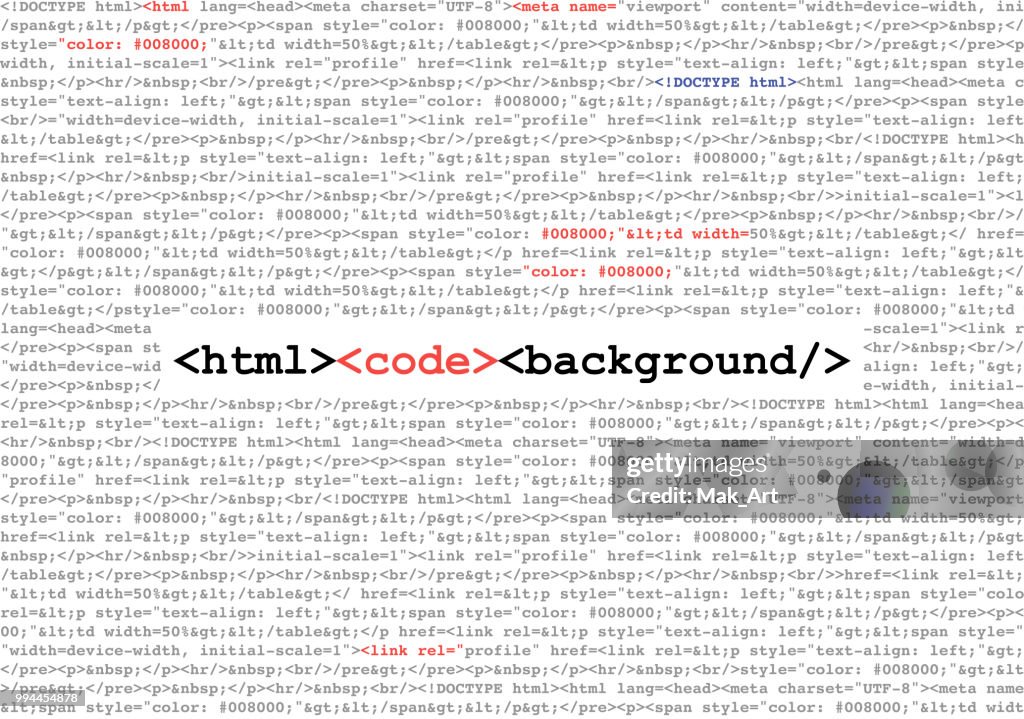 <!DOCTYPE html><html lang=<head><meta charset="UTF-8"><meta name="viewport" content="width=device-width, ini
/span&gt;&lt;/p&gt;</pre><p><span style="color: #008000;"&lt;td width=50%&gt;&lt;/table&gt;</p href=<link rel=&lt;p
style="color: #008000;"&lt;td width=50%&gt;&lt;/table&gt;</pre><p>&nbsp;</p><hr/>&nbsp;<br/></pre&gt;</pre><p
width, initial-scale=1"><link rel="profile" href=<link rel=&lt;p style="text-align: left;"&gt;&lt;span style
&nbsp;</p><hr/>&nbsp;<br/>/pre&gt;</pre><p>&nbsp;</p><hr/>&nbsp;<br/><!DOCTYPE html><html lang=<head><meta c
style="text-align: left;"&gt;&lt;span style="color: #008000;"&gt;&lt;/span&gt;&lt;/p&gt;</pre><p><span style
<br/>="width=device-width, initial-scale=1"><link rel="profile" href=<link rel=&lt;p style="text-align: left;
&lt;/table&gt;</pre><p>&nbsp;</p><hr/>&nbsp;<br/>/pre&gt;</pre><p>&nbsp;</p><hr/>&nbsp;<br/<!DOCTYPE html><h
href=<link rel=&lt;p style="text-align: left;"&gt;&lt;span style="color: #008000;"&gt;&lt;/span&gt;&lt;/p&gt
&nbsp;</p><hr/>&nbsp;<br/>initial-scale=1"><link rel="profile" href=<link rel=&lt;p style="text-align: left;
/table&gt;</pre><p>&nbsp;</p><hr/>&nbsp;<br/>/pre&gt;</pre><p>&nbsp;</p><hr/>&nbsp;<br/>>initial-scale=1"><l
</pre><p><span style="color: #008000;"&lt;td width=50%&gt;&lt;/table&gt;</pre><p>&nbsp;</p><hr/>&nbsp;<br/>/
"&gt;&lt;/span&gt;&lt;/p&gt;</pre><p><span style="color: #008000;"&lt;td width=50%&gt;&lt;/table&gt;</ href=
"color: #008000;"&lt;td width=50%&gt;&lt;/table&gt;</p href=<link rel=&lt;p style="text-align: left;"&gt;&lt
&gt;</p&gt;&lt;/span&gt;&lt;/p&gt;</pre><p><span style="color: #008000;"&lt;td width=50%&gt;&lt;/table&gt;</
style="color: #008000;"&lt;td width=50%&gt;&lt;/table&gt;</p href=<link rel=&lt;p style="text-align: left;"&
/table&gt;</pstyle="color: #008000;"&lt;td width=50%&gt;&lt;/table&gt;</p href=<link rel=&lt;p style="text-a
lang=<head><meta -scale=1"><link r
</pre><p><span st <hr/>&nbsp;<br/>/
<html><code><background/>
"width=device-wid left;"&gt;&lt;spa
</pre><p>&nbsp;</ e-width, initial-
</p><hr/>&nbsp;<br/>/pre&gt;</pre><p>&nbsp;</p><hr/>&nbsp;<br/><!DOCTYPE html><html lang=<hea
rel=&lt;p style="text-align: left;"&gt;&lt;span style="color: #008000;"&gt;&lt;/span&gt;&lt;/p&gt;</pre><p><
<hr/>&nbsp;<br/><!DOCTYPE html><html lang=<head><meta charset="UTF-8"><meta name="viewport" content="width=d
8000;"&gt;&lt;/span&gt;&lt;/p&gt;</pre><p><span style="color: #008000;"&lt;td width=50%&gt;&lt;/table&gt;</p
gettyimages
"profile" href=<link rel=&lt;p style="text-align: left;"&gt;&lt;span style="color: #008000;"&gt;&lt;/span&gt
Credit: Mak_Art
</p><hr/>&nbsp;<br/<!DOCTYPE html><html lang=<head><meta charset="UTF-8"><meta name="viewport
#008000;"&gt;&lt;/span&gt;&lt;/p&gt;</pre><p><span style="color: #008000;"&lt;td width=50%&gt;
href=<link rel=&lt;p style="text-align: left;"&gt;&lt;span style="color: #008000;"&gt;&lt;/span&gt;&lt;/p&gt
&nbsp;</p><hr/>&nbsp;<br/>>initial-scale=1"><link rel="profile" href=<link rel=&lt;p style="text-align: left
/table&gt;</pre><p>&nbsp;</p><hr/>&nbsp;<br/>/pre&gt;</pre><p>&nbsp;</p><hr/>&nbsp;<br/>>href=<link rel=&lt;
"&lt;td width=50%&gt;&lt;/table&gt;</ href=<link rel=&lt;p style="text-align: left;"&gt;&lt;span style="colo
rel=&lt;p style="text-align: left;"&gt;&lt;span style="color: #008000;"&gt;&lt;/span&gt;&lt;/p&gt;</pre><p><
00;"&lt;td width=50%&gt;&lt;/table&gt;</p href=<link rel=&lt;p style="text-align: left;"&gt;&lt;span style="
"width=device-width, initial-scale=1"><link rel="profile" href=<link rel=&lt;p style="text-align: left;"&gt;
</pre><p>&nbsp;</p><hr/>&nbsp;<br/>/pre&gt;</pre><p>&nbsp;</p><hr/>&nbsp;<br/>style="color: #008000;"&gt;&lt
>/pre&gt;</pre><p>&nbsp;</p><hr/>&nbsp;<br/><!DOCTYPE html><html lang=<head><meta charset="UTF-8"><meta name
994454878
&lt;span style="color: #008000;"&gt;&lt;/span&gt;&lt;/p&gt;</pre><p><span style="color: #008000;"&lt;td widt